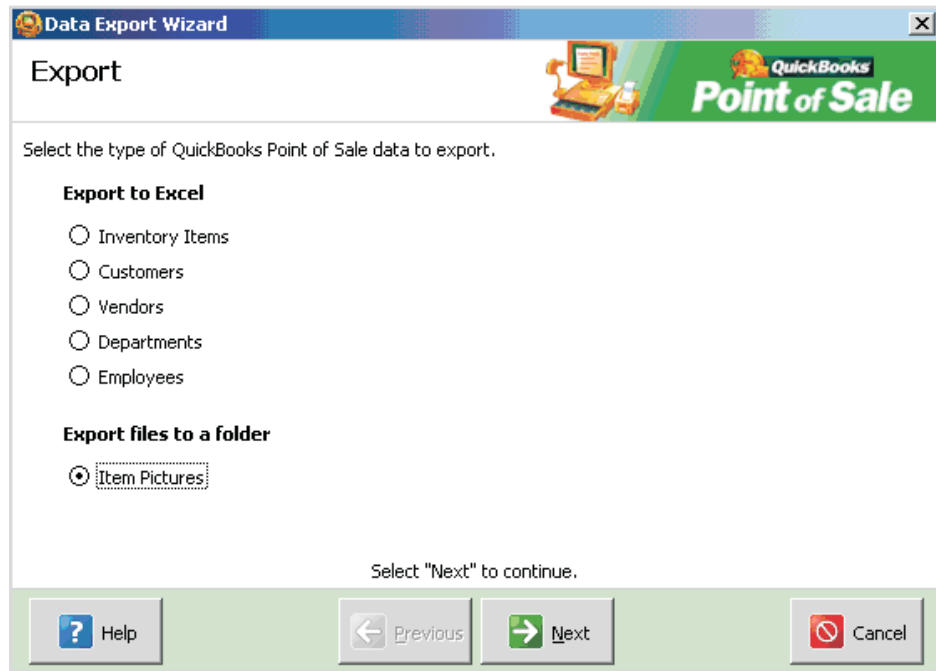 Data Export Wizard
Export
QuickBooks
Point of Sale
Select the type of QuickBooks Point of Sale data to export.
Export to Excel
Inventory Items
Customers
Vendors
Departments
Employees
Export files to a folder
Item Pictures
Select "Next" to continue.
? Help
Previous
Next
Cancel